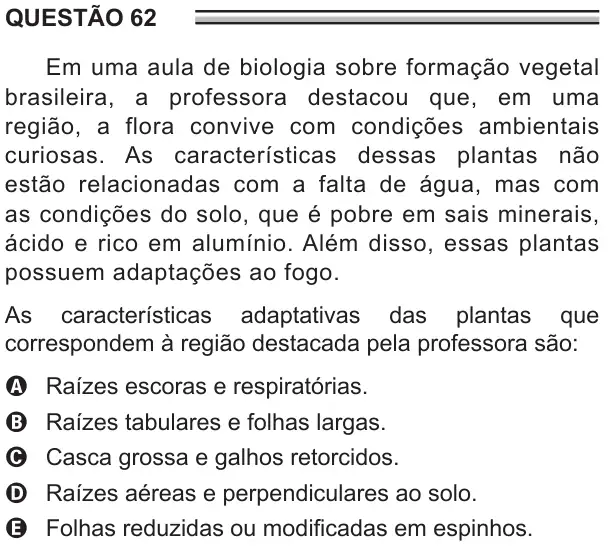 QUESTÃO 62
Em uma aula de biologia sobre formação vegetal
brasileira, a professora destacou que, em uma
região, a flora convive com condições ambientais
curiosas. As características dessas plantas não
estão relacionadas com a falta de água, mas com
as condições do solo, que é pobre em sais minerais,
ácido e rico em alumínio. Além disso, essas plantas
possuem adaptações ao fogo.
As características adaptativas das plantas que
correspondem à região destacada pela professora são:
A Raízes escoras e respiratórias.
B Raízes tabulares e folhas largas.
C Casca grossa e galhos retorcidos.
D Raízes aéreas e perpendiculares ao solo.
E Folhas reduzidas ou modificadas em espinhos.